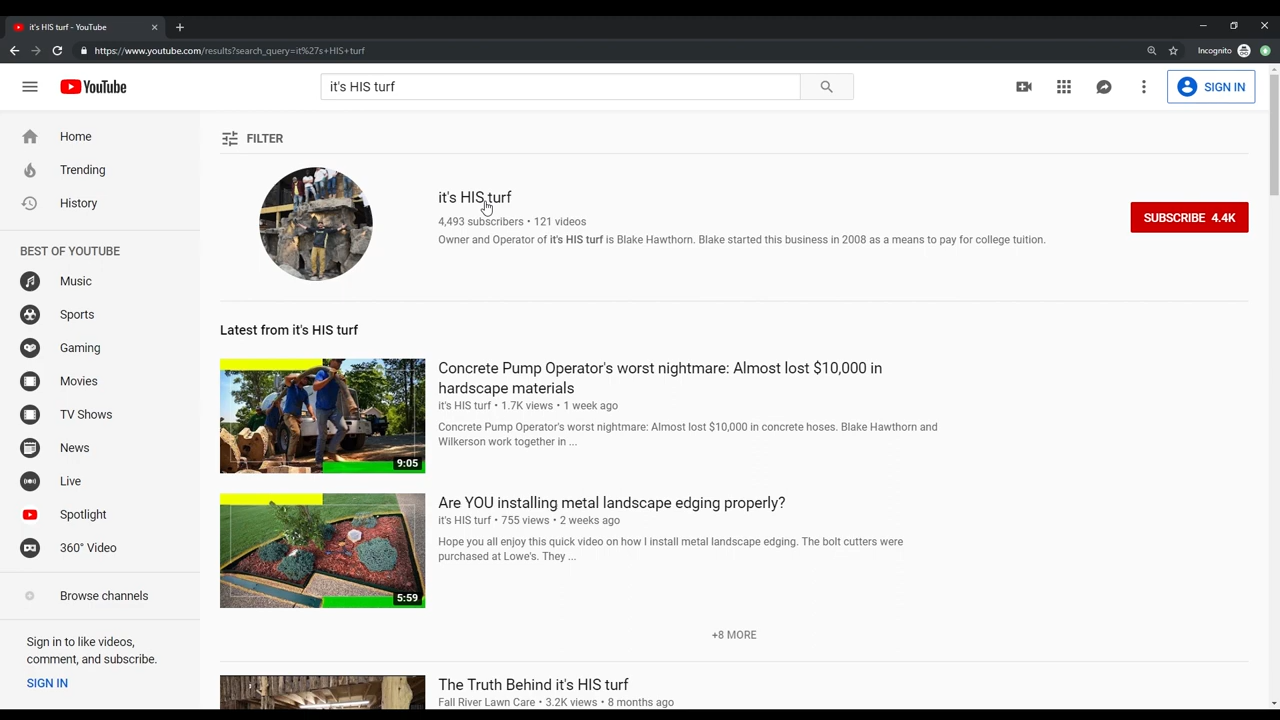 it's HIS turf - YouTube
https://www.youtube.com/results?search_query=it%27s+HIS+turf
Incognito
YouTube
it's HIS turf
SIGN IN
Home
Trending
History
BEST OF YOUTUBE
Music
Sports
Gaming
Movies
TV Shows
News
Live
Spotlight
360° Video
Browse channels
Sign in to like videos,
comment, and subscribe.
SIGN IN
FILTER
it's HIS turf
4,493 subscribers • 121 videos
Owner and Operator of it's HIS turf is Blake Hawthorn. Blake started this business in 2008 as a means to pay for college tuition.
SUBSCRIBE 4.4K
Latest from it's HIS turf
Concrete Pump Operator's worst nightmare: Almost lost $10,000 in
hardscape materials
it's HIS turf • 1.7K views • 1 week ago
Concrete Pump Operator's worst nightmare: Almost lost $10,000 in concrete hoses. Blake Hawthorn and
Wilkerson work together in ...
9:05
Are YOU installing metal landscape edging properly?
it's HIS turf • 755 views • 2 weeks ago
Hope you all enjoy this quick video on how I install metal landscape edging. The bolt cutters were
purchased at Lowe's. They ...
5:59
+8 MORE
The Truth Behind it's HIS turf
Fall River Lawn Care • 3.2K views • 8 months ago